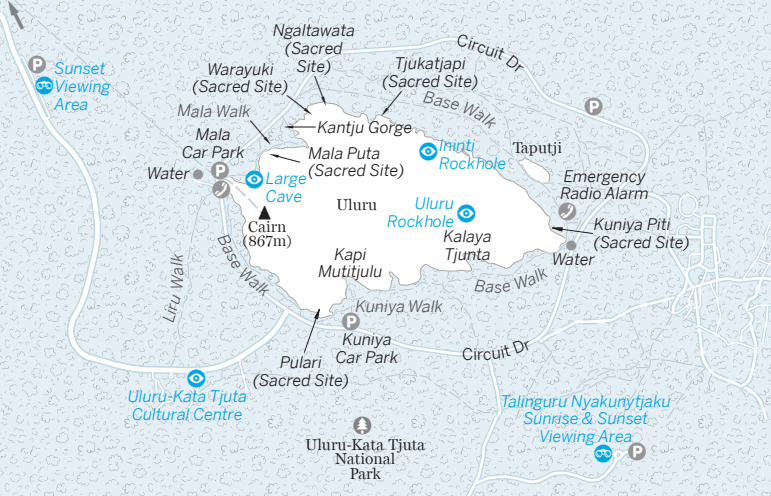 Ngaltawata
(Sacred
Site)
Circuit Dr
Sunset
Viewing
Area
P
Warayuki
(Sacred Site)
Tjukatjapi
(Sacred Site)
Mala Walk
Base Walk
P
Kantju Gorge
Mala
Car Park
Ininti
Rockhole
Taputji
Mala Puta
(Sacred Site)
Water
P
Large
Cave
Emergency
Radio Alarm
Uluru
Uluru
Rockhole
Cairn
(867m)
Kuniya Piti
(Sacred Site)
Kalaya
Tjunta
Kapi
Mutitjulu
Water
Liru Walk
Base Walk
Base Walk
Kuniya Walk
P
Kuniya
Car Park
Circuit Dr
Pulari
(Sacred Site)
Uluru-Kata Tjuta
Cultural Centre
Talinguru Nyakunytjaku
Sunrise & Sunset
Viewing Area
P
Uluru-Kata Tjuta
National
Park